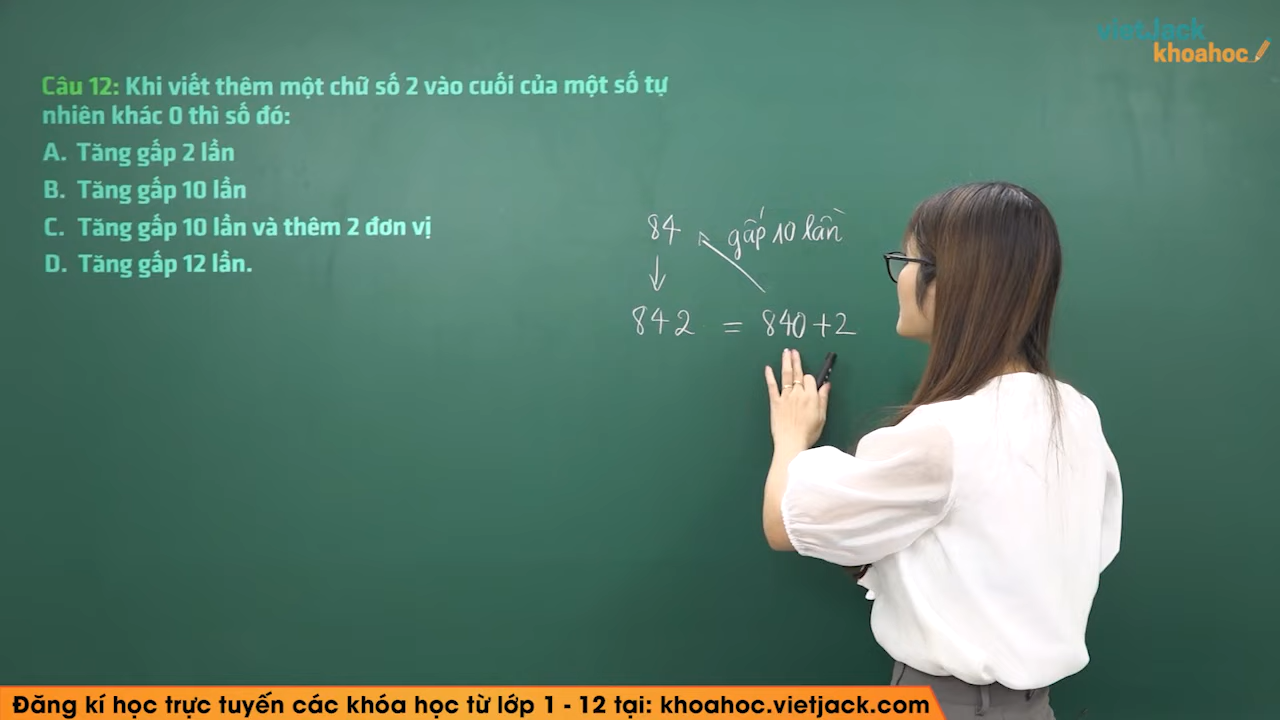 vietJack
khoahoc
Câu 12: Khi viết thêm một chữ số 2 vào cuối của một số tự
nhiên khác 0 thì số đó:
A. Tăng gấp 2 lần
B. Tăng gấp 10 lần
C. Tăng gấp 10 lần và thêm 2 đơn vị
D. Tăng gấp 12 lần.
84 gấp 10 lần
842 = 840 + 2
Đăng kí học trực tuyến các khóa học từ lớp 1 - 12 tại: khoahoc.vietjack.com